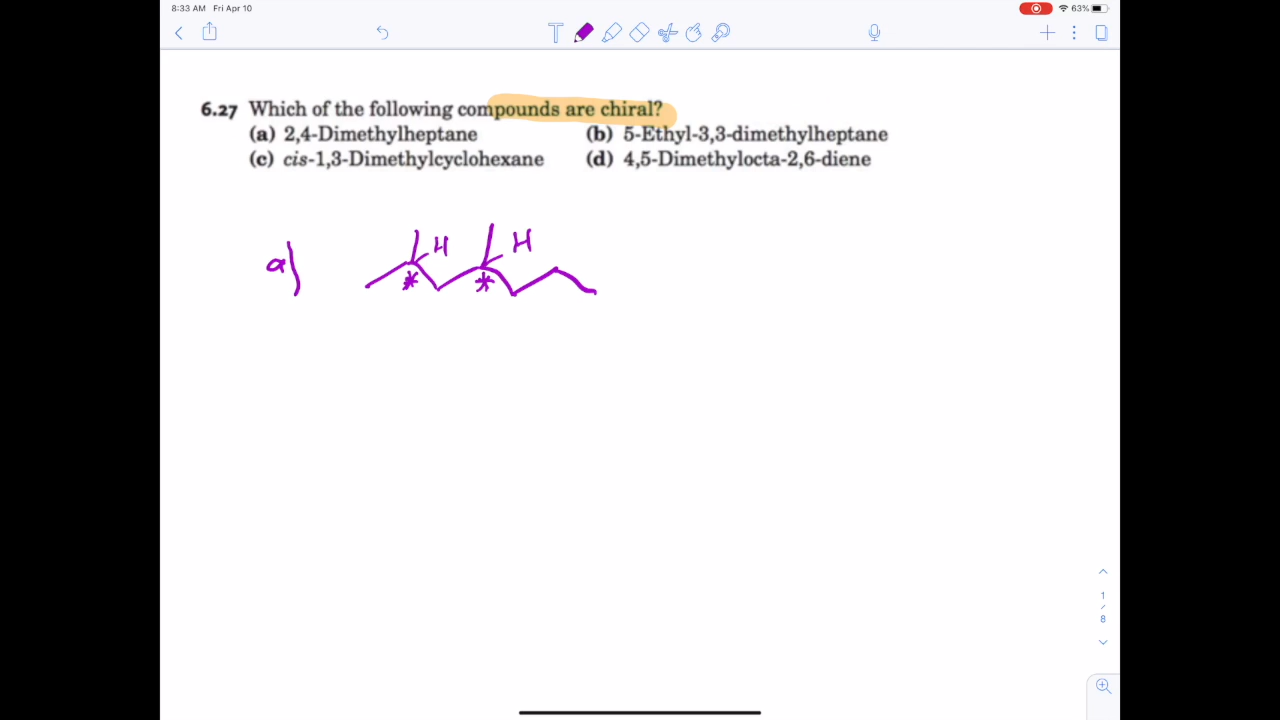 8:33 AM Fri Apr 10
63%
T
6.27 Which of the following compounds are chiral?
(a) 2,4-Dimethylheptane (b) 5-Ethyl-3,3-dimethylheptane
(c) cis-1,3-Dimethylcyclohexane (d) 4,5-Dimethylocta-2,6-diene
a) H H
* *
1
/
8